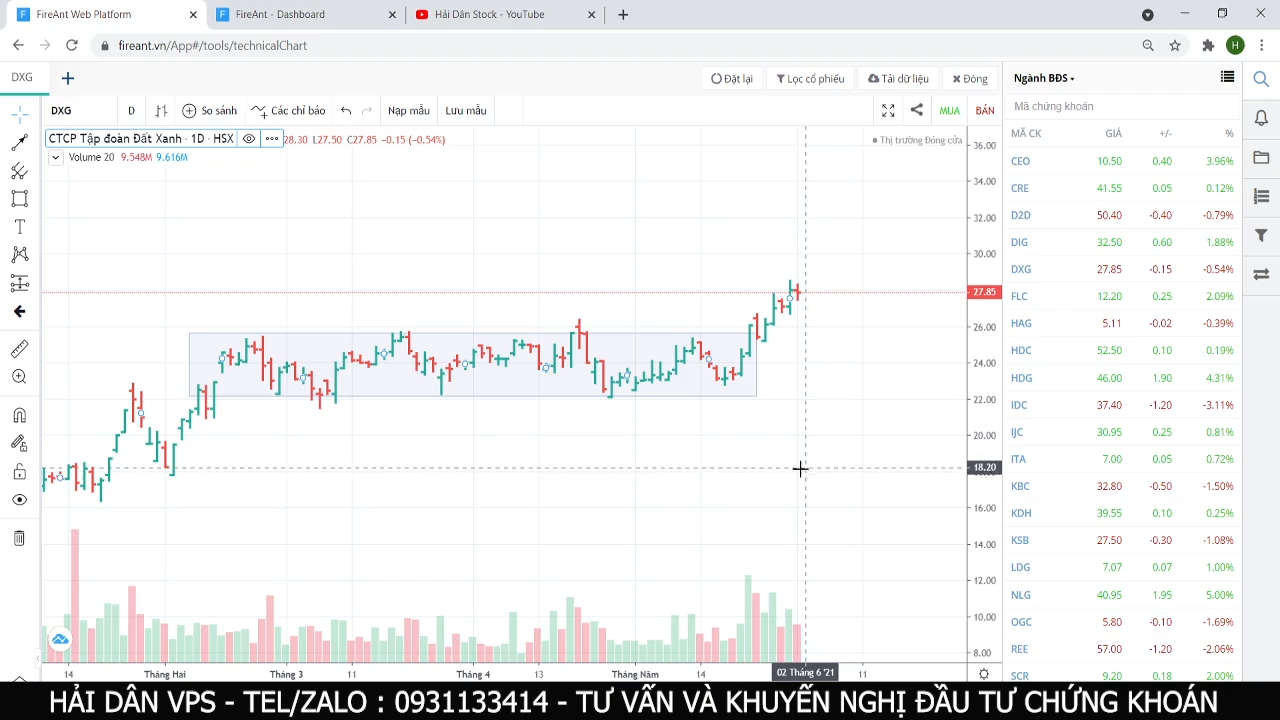 FireAnt Web Platform
FireAnt - Dashboard
Hải Dân Stock - YouTube
fireant.vn/App#/tools/technicalChart
H
DXG
Đặt lại
Lọc cổ phiếu
Tải dữ liệu
Đóng
Ngành BĐS
DXG
D
So sánh
Các chỉ báo
Nạp mẫu
Lưu mẫu
MUA
BÁN
Mã chứng khoán
CTCP Tập đoàn Đất Xanh · 1D · HSX
28.30 L27.50 C27.85 −0.15 (−0.54%)
Thị trường Đóng cửa
Volume 20 9.548M 9.616M
MÃ CK GIÁ +/- %
CEO 10.50 0.40 3.96%
CRE 41.55 0.05 0.12%
D2D 50.40 -0.40 -0.79%
DIG 32.50 0.60 1.88%
DXG 27.85 -0.15 -0.54%
FLC 12.20 0.25 2.09%
HAG 5.11 -0.02 -0.39%
HDC 52.50 0.10 0.19%
HDG 46.00 1.90 4.31%
IDC 37.40 -1.20 -3.11%
IJC 30.95 0.25 0.81%
ITA 7.00 0.05 0.72%
KBC 32.80 -0.50 -1.50%
KDH 39.55 0.10 0.25%
KSB 27.50 -0.30 -1.08%
LDG 7.07 0.07 1.00%
NLG 40.95 1.95 5.00%
OGC 5.80 -0.10 -1.69%
REE 57.00 -1.20 -2.06%
SCR 9.20 0.18 2.00%
36.00
34.00
32.00
30.00
27.85
26.00
24.00
22.00
20.00
18.20
16.00
14.00
12.00
10.00
8.00
14 Tháng Hai Tháng 3 11 Tháng 4 13 Tháng Năm 14 02 Tháng 6 '21 11
HẢI DÂN VPS - TEL/ZALO : 0931133414 - TƯ VẤN VÀ KHUYẾN NGHỊ ĐẦU TƯ CHỨNG KHOÁN